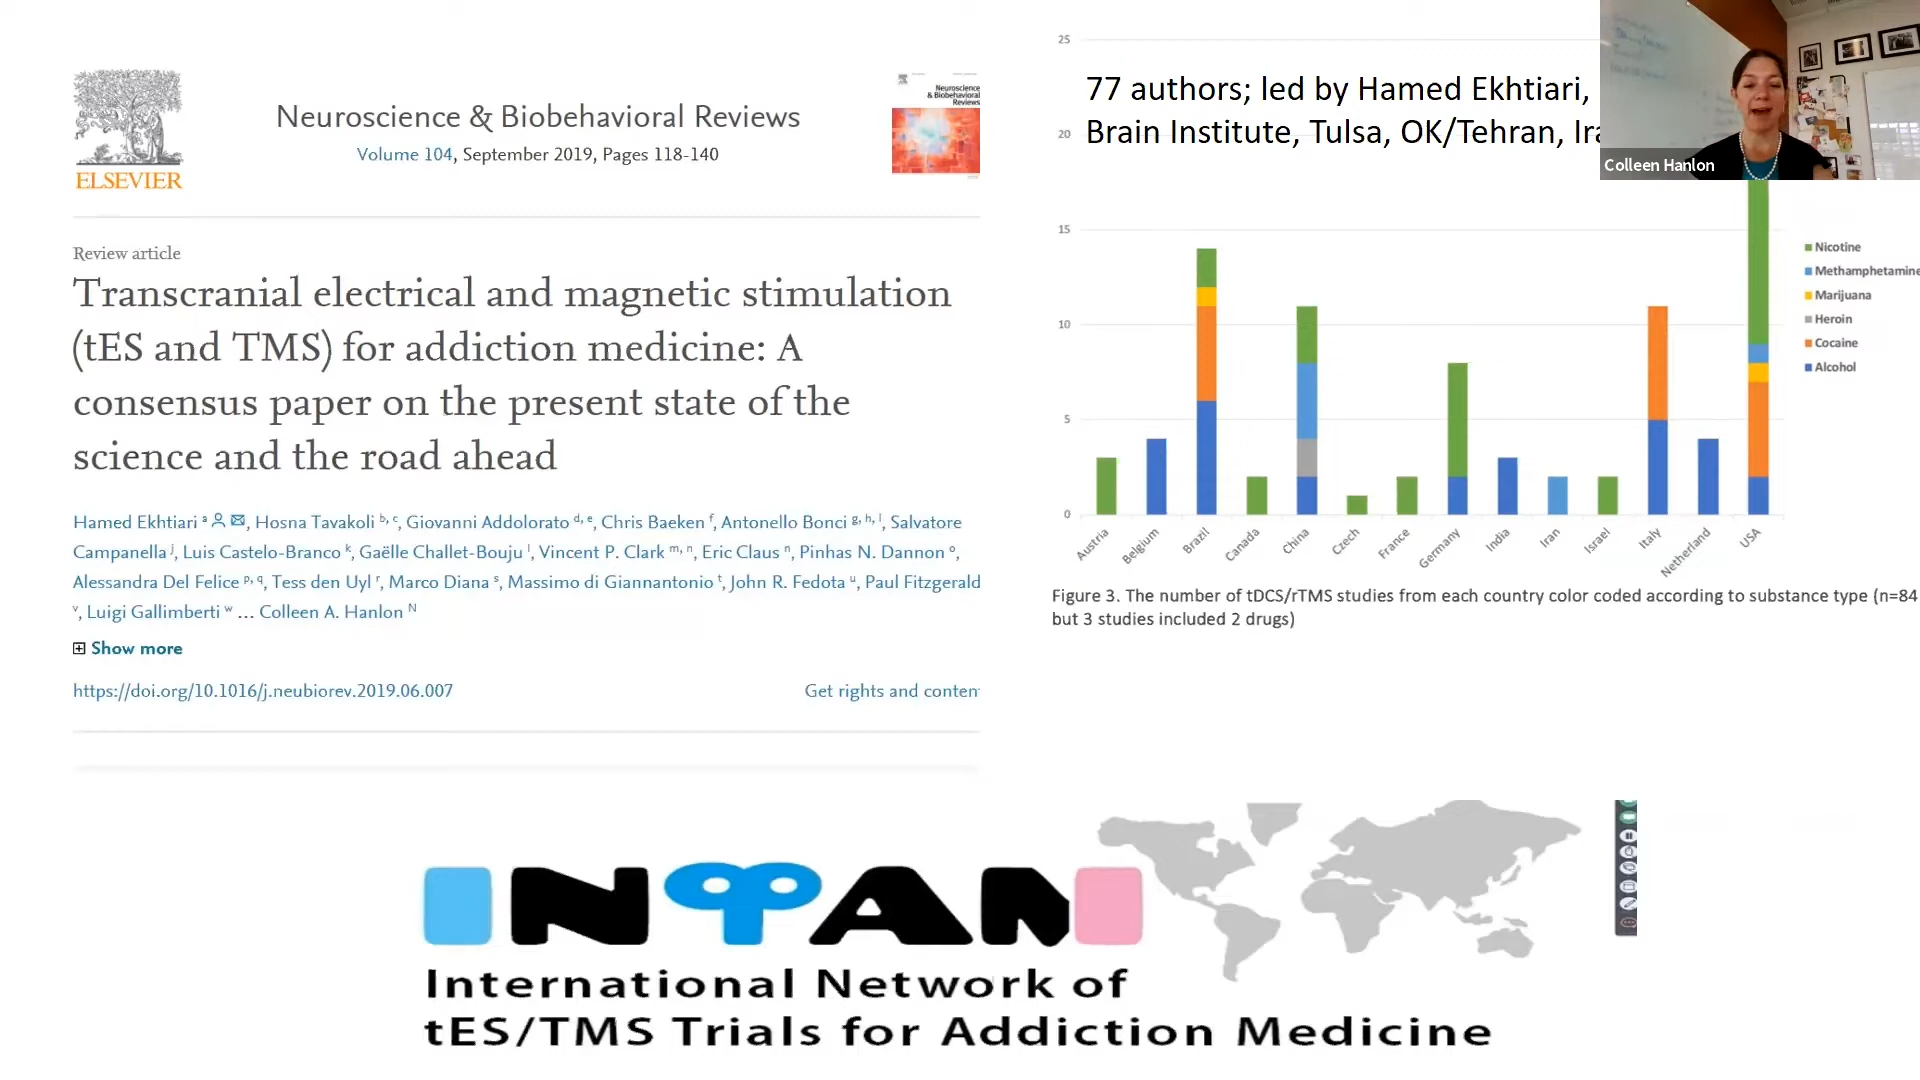 ELSEVIER
Neuroscience & Biobehavioral Reviews
Volume 104, September 2019, Pages 118-140
Neuroscience
& Biobehavioral
Reviews
Review article
Transcranial electrical and magnetic stimulation
(tES and TMS) for addiction medicine: A
consensus paper on the present state of the
science and the road ahead
Hamed Ekhtiari a, Hosna Tavakoli b, c, Giovanni Addolorato d, e, Chris Baeken f, Antonello Bonci g, h, i, Salvatore
Campanella j, Luis Castelo-Branco k, Gaëlle Challet-Bouju l, Vincent P. Clark m, n, Eric Claus n, Pinhas N. Dannon o,
Alessandra Del Felice p, q, Tess den Uyl r, Marco Diana s, Massimo di Giannantonio t, John R. Fedota u, Paul Fitzgerald
v, Luigi Gallimberti w … Colleen A. Hanlon N
Show more
https://doi.org/10.1016/j.neubiorev.2019.06.007
Get rights and conten
77 authors; led by Hamed Ekhtiari,
Brain Institute, Tulsa, OK/Tehran, Ira
Colleen Hanlon
25
20
15
10
5
0
Austria
Belgium
Brazil
Canada
China
Czech
France
Germany
India
Iran
Israel
Italy
Netherland
USA
Nicotine
Methamphetamine
Marijuana
Heroin
Cocaine
Alcohol
Figure 3. The number of tDCS/rTMS studies from each country color coded according to substance type (n=84
but 3 studies included 2 drugs)
INTAM
International Network of
tES/TMS Trials for Addiction Medicine